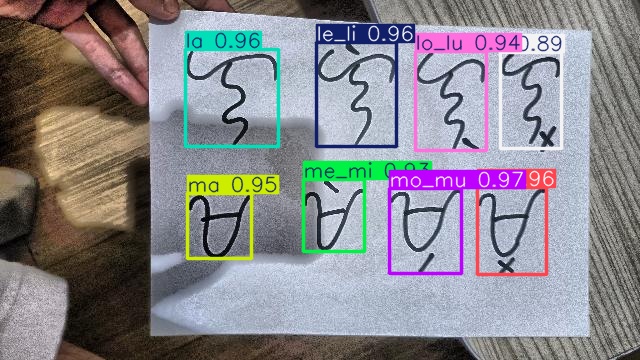 la 0.96 le_li 0.96 lo_lu 0.94 0.89
ᜎ ᜎᜒ ᜎᜓ ᜎ᜔
ma 0.95 me_mi 0.93 mo_mu 0.97 96
ᜋ ᜋᜒ ᜋᜓ ᜋ᜔